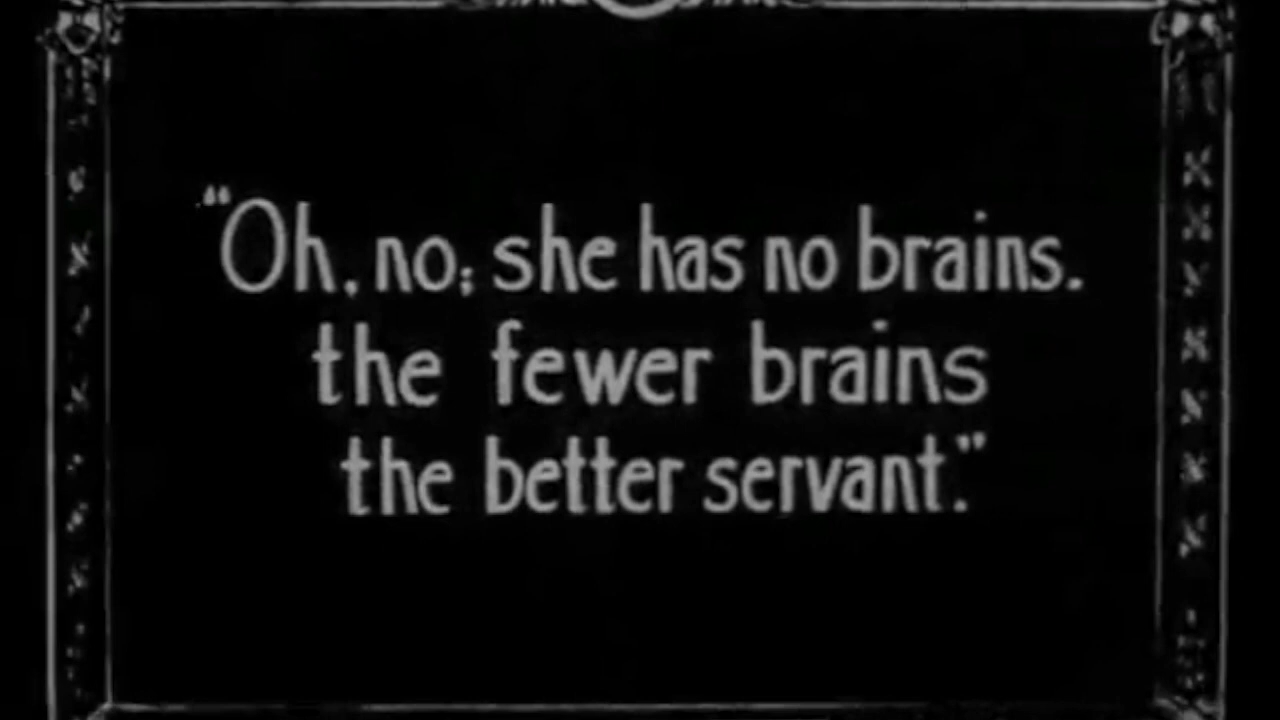 “Oh, no; she has no brains.
the fewer brains
the better servant.”